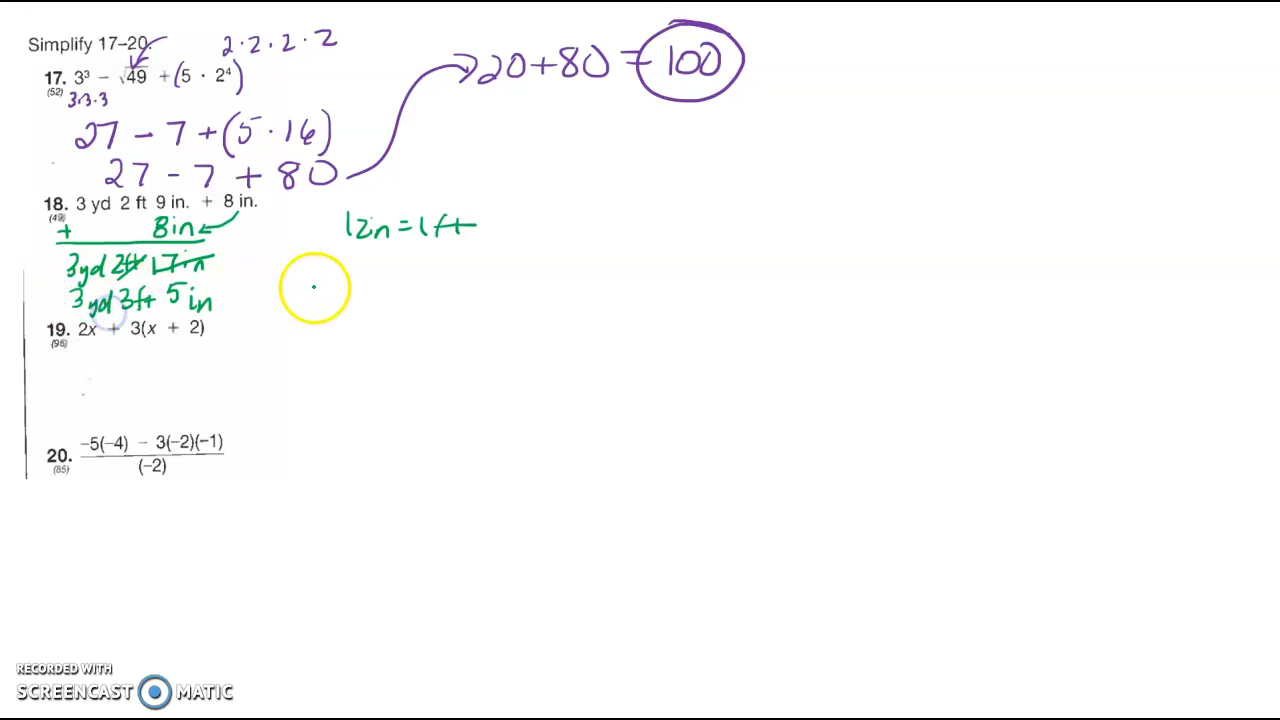 Simplify 17–20.
2·2·2·2
17. 3³ − √49 + (5 · 2⁴)
(52) 3·3·3
27 − 7 + (5·16)
27 − 7 + 80
20+80 = 100
18. 3 yd 2 ft 9 in. + 8 in.
(49)
+ 8in
12in = 1ft
3yd 2ft 17in
3yd 3ft 5in
19. 2x + 3(x + 2)
(96)
20. −5(−4) − 3(−2)(−1)
(−2)
(85)
RECORDED WITH
SCREENCAST MATIC